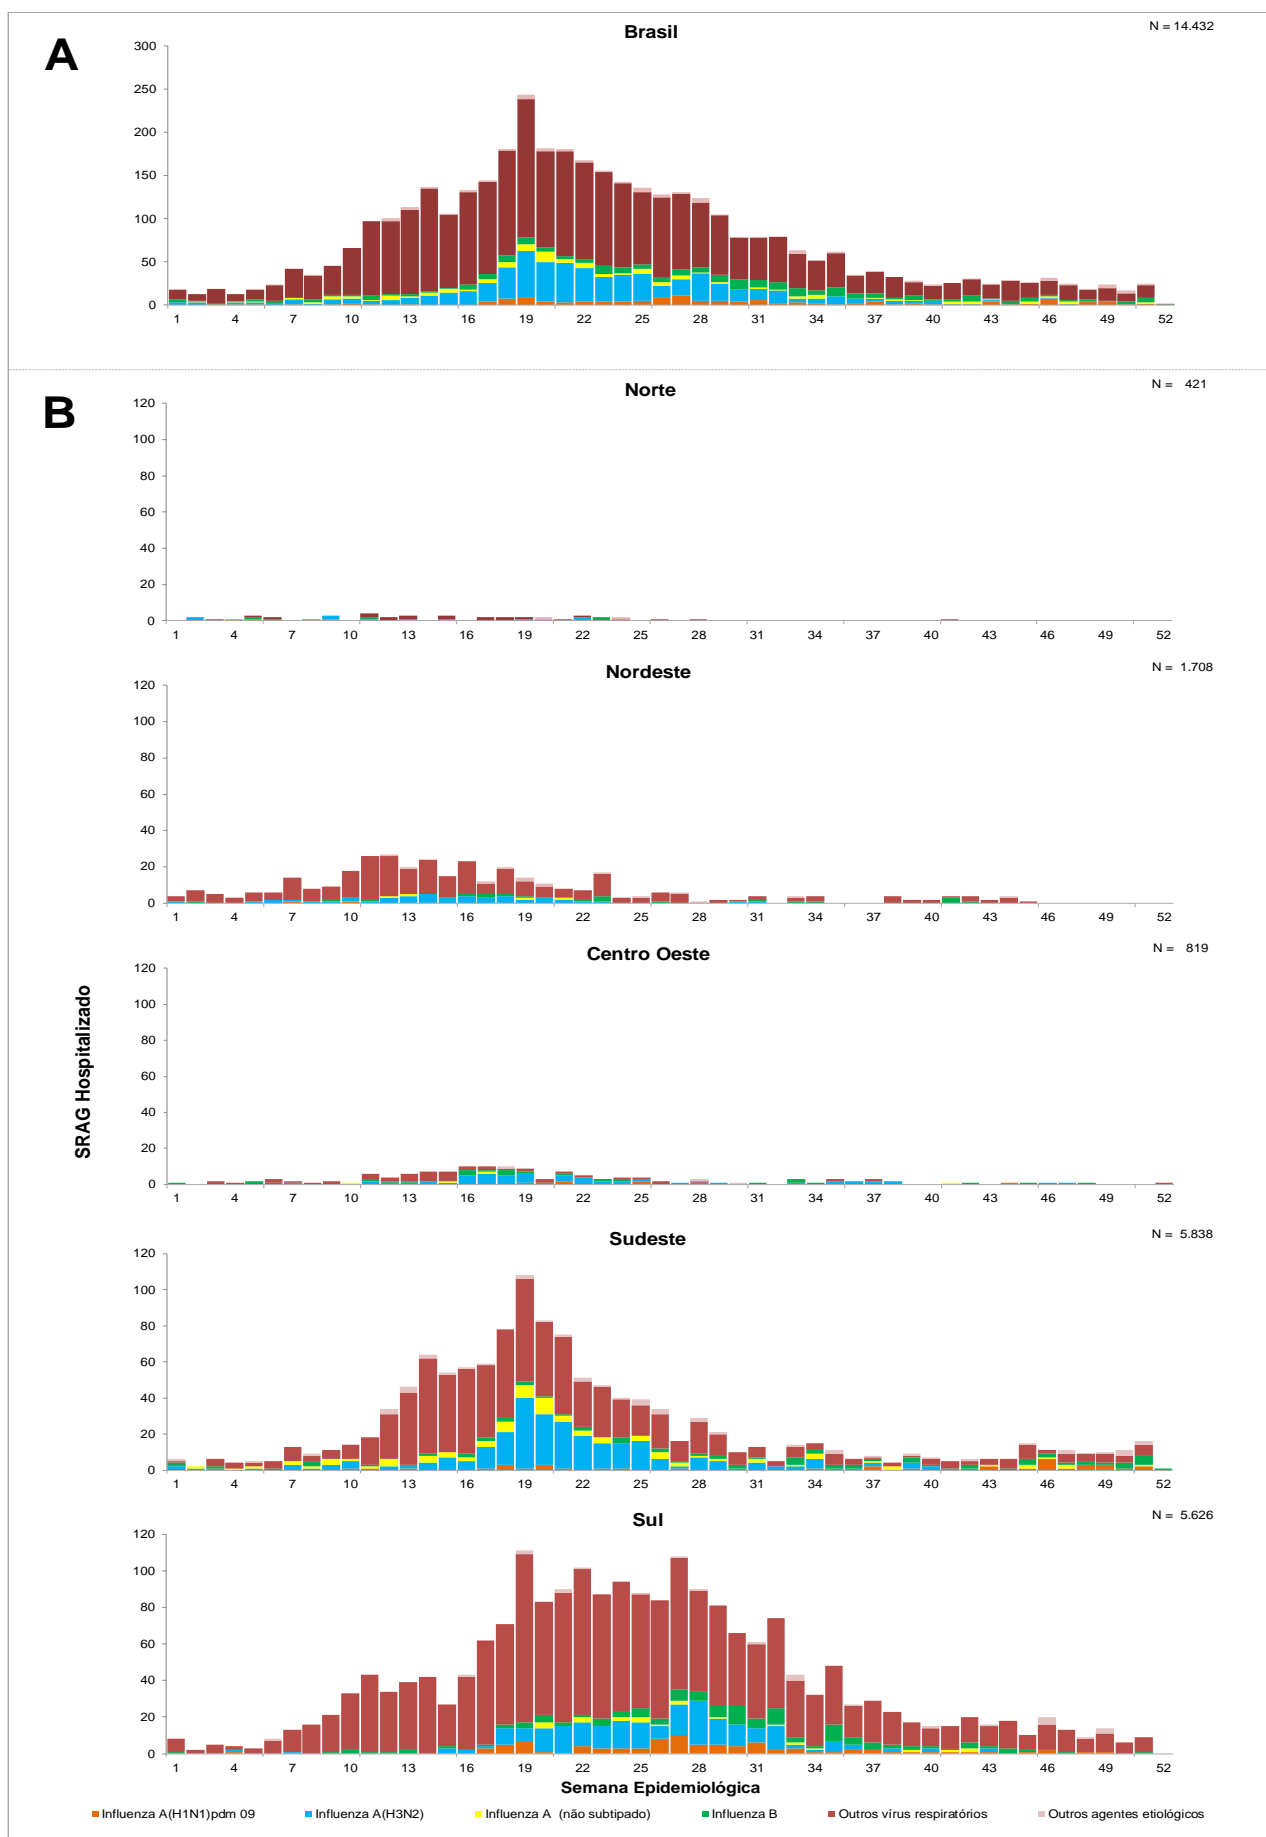 A
Brasil
N = 14.432
300
250
200
150
100
50
0
1 4 7 10 13 16 19 22 25 28 31 34 37 40 43 46 49 52
B
Norte
N = 421
120
100
80
60
40
20
0
1 4 7 10 13 16 19 22 25 28 31 34 37 40 43 46 49 52
Nordeste
N = 1.708
120
100
80
60
40
20
0
1 4 7 10 13 16 19 22 25 28 31 34 37 40 43 46 49 52
Centro Oeste
N = 819
120
100
80
60
40
20
0
1 4 7 10 13 16 19 22 25 28 31 34 37 40 43 46 49 52
SRAG Hospitalizado
Sudeste
N = 5.838
120
100
80
60
40
20
0
1 4 7 10 13 16 19 22 25 28 31 34 37 40 43 46 49 52
Sul
N = 5.626
120
100
80
60
40
20
0
1 4 7 10 13 16 19 22 25 28 31 34 37 40 43 46 49 52
Semana Epidemiológica
Influenza A(H1N1)pdm 09 Influenza A(H3N2) Influenza A (não subtipado) Influenza B Outros vírus respiratórios Outros agentes etiológicos